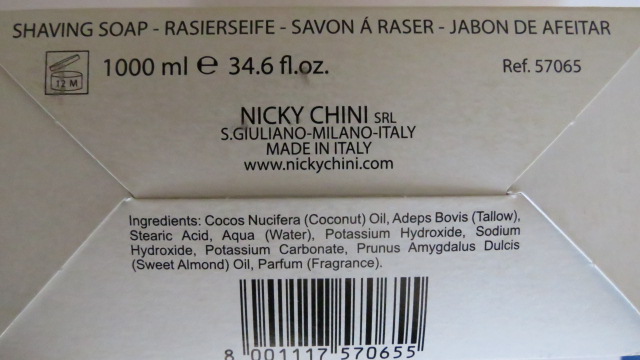 SHAVING SOAP - RASIERSEIFE - SAVON Á RASER - JABON DE AFEITAR
12 M 1000 ml ℮ 34.6 fl.oz. Ref. 57065
NICKY CHINI SRL
S.GIULIANO-MILANO-ITALY
MADE IN ITALY
www.nickychini.com
Ingredients: Cocos Nucifera (Coconut) Oil, Adeps Bovis (Tallow),
Stearic Acid, Aqua (Water), Potassium Hydroxide, Sodium
Hydroxide, Potassium Carbonate, Prunus Amygdalus Dulcis
(Sweet Almond) Oil, Parfum (Fragrance).
8 001117 570655